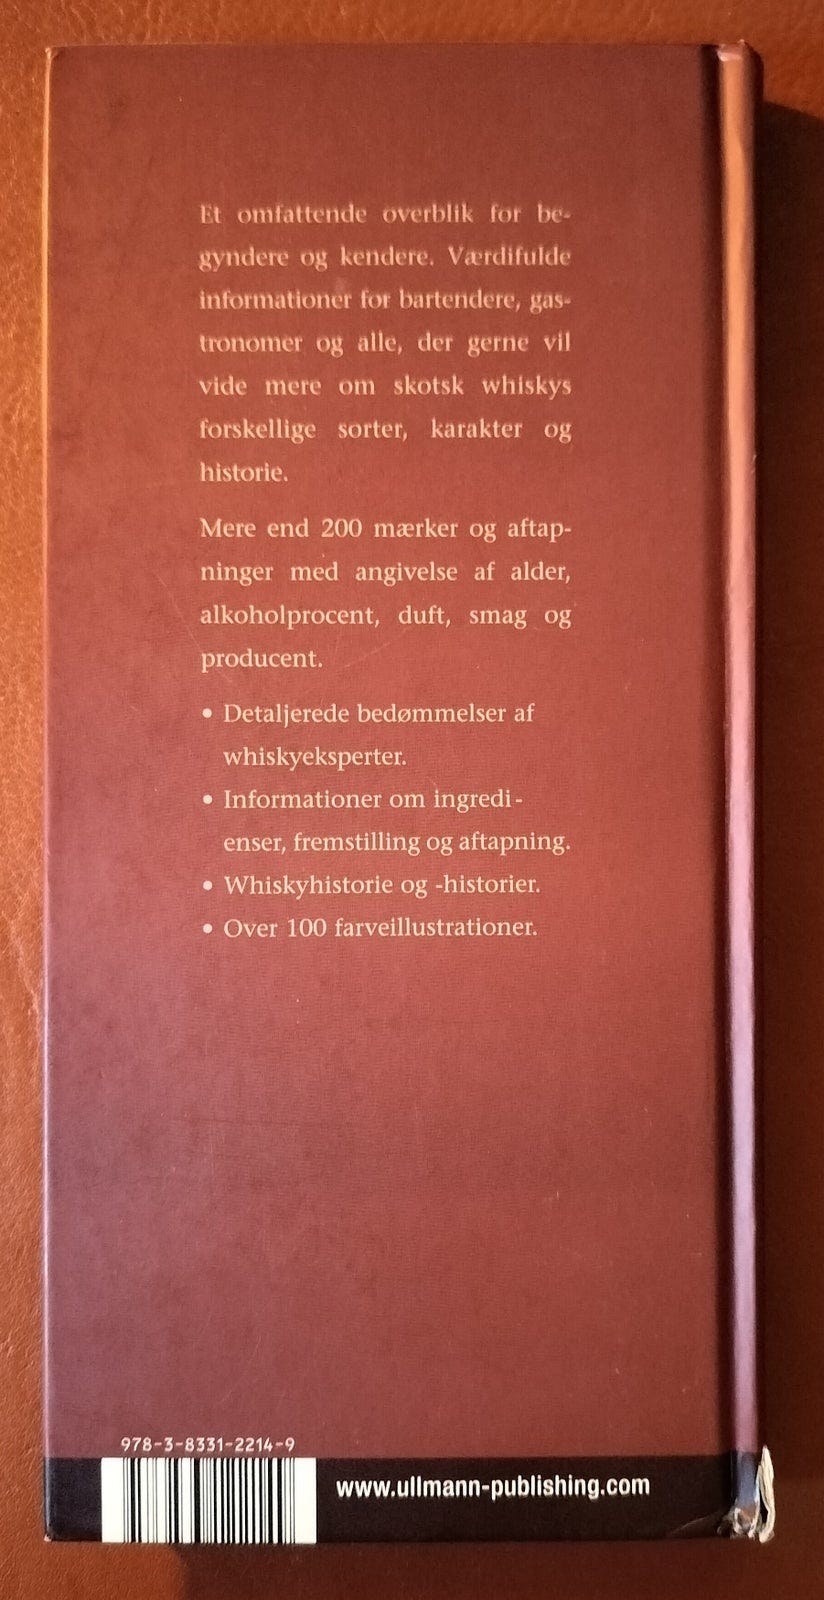 Et omfattende overblik for be-
gyndere og kendere. Værdifulde
informationer for bartendere, gas-
tronomer og alle, der gerne vil
vide mere om skotsk whiskys
forskellige sorter, karakter og
historie.
Mere end 200 mærker og aftap-
ninger med angivelse af alder,
alkoholprocent, duft, smag og
producent.
• Detaljerede bedømmelser af
whiskyeksperter.
• Informationer om ingredi-
enser, fremstilling og aftapning.
• Whiskyhistorie og -historier.
• Over 100 farveillustrationer.
978-3-8331-2214-9
www.ullmann-publishing.com